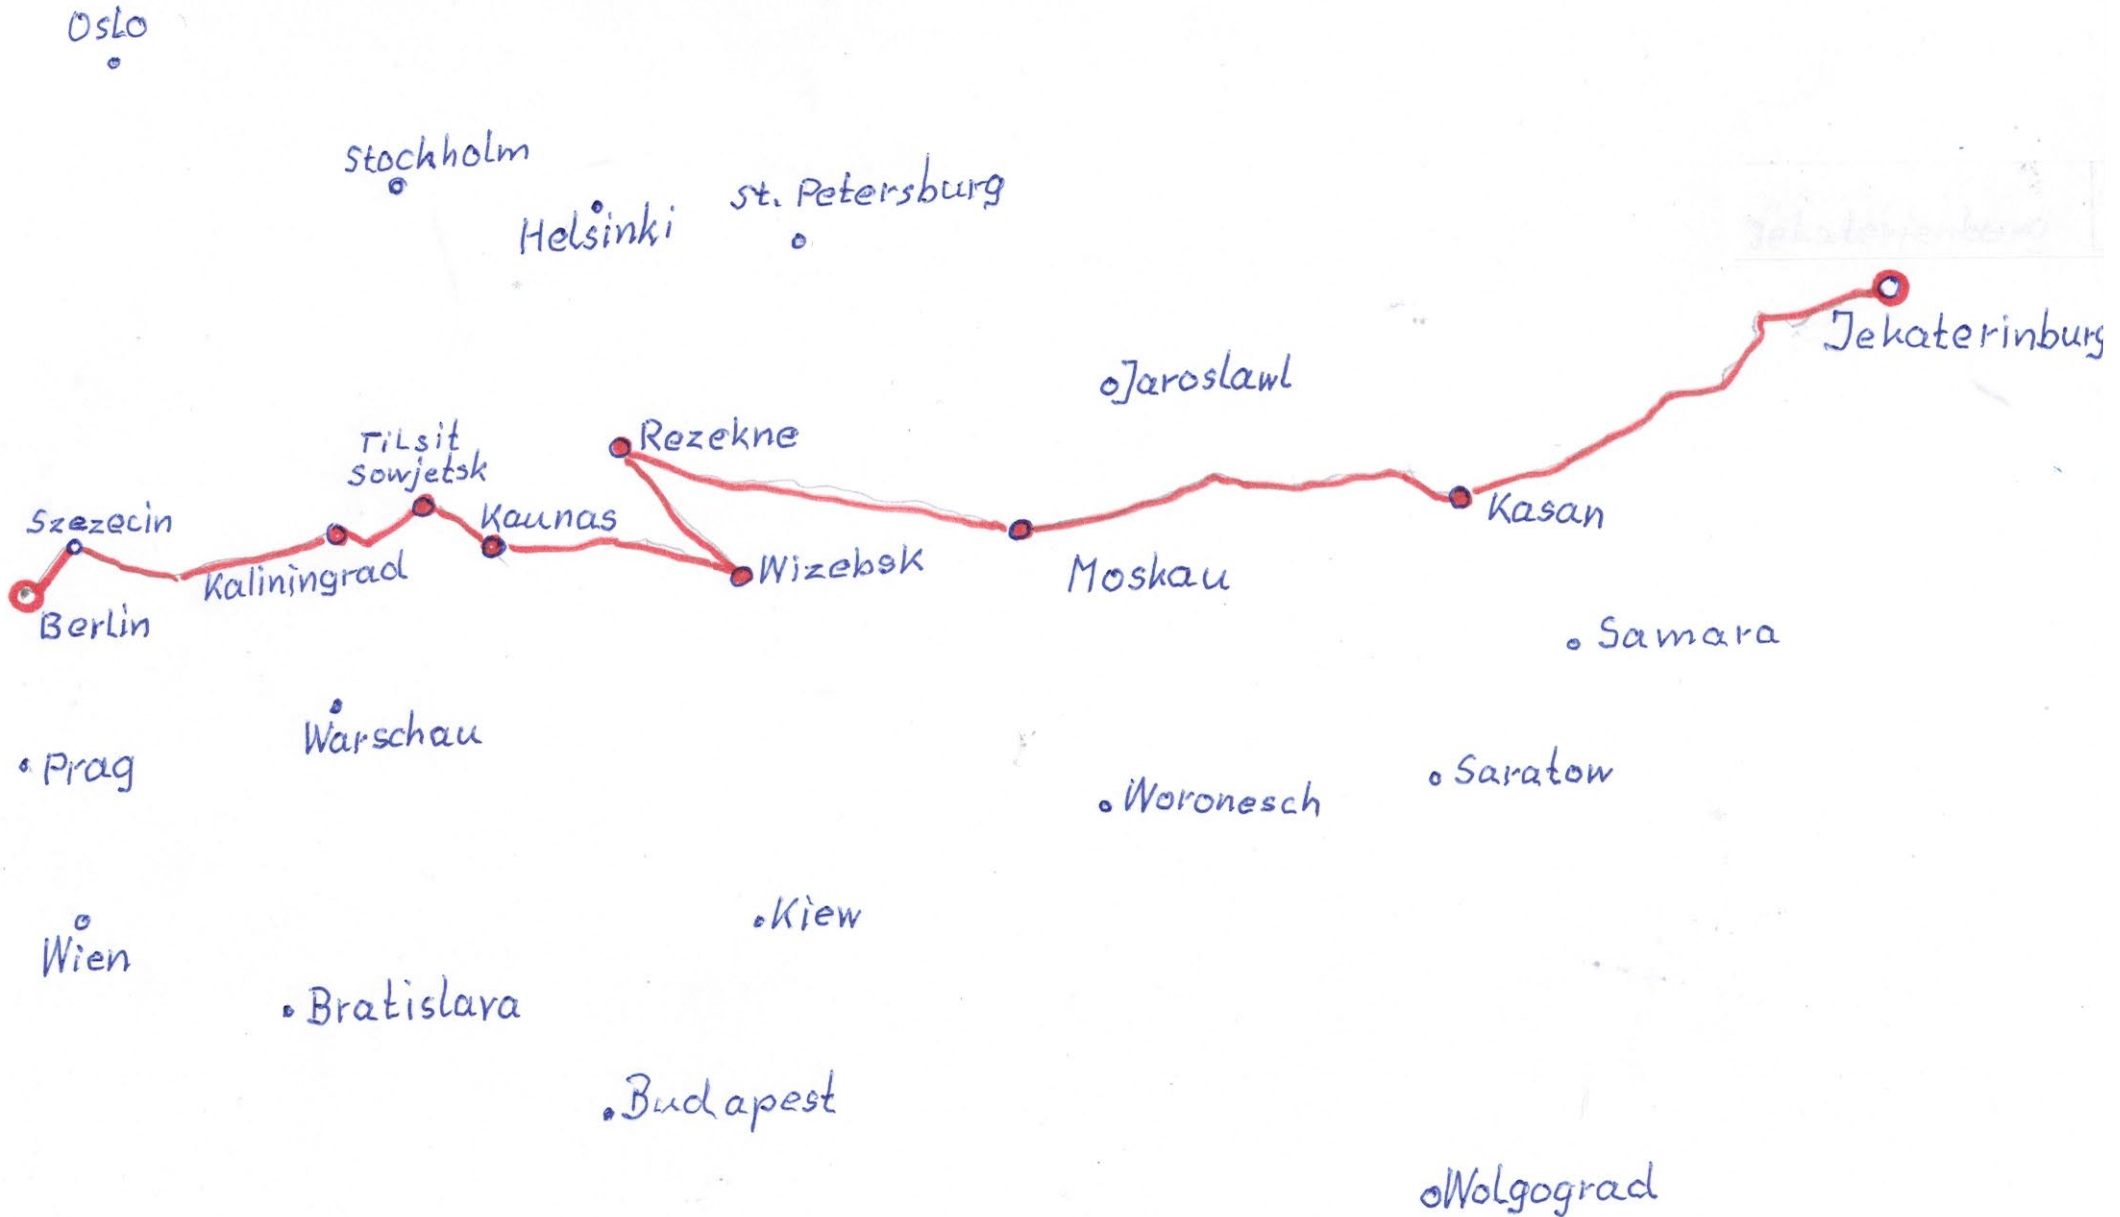 Oslo
Stockholm
Helsinki
St. Petersburg
Jekaterinburg
Jaroslawl
Tilsit
Sowjetsk
Rezekne
Kaunas
Szezecin
Kasan
Kaliningrad
Wizebsk
Moskau
Berlin
Samara
Warschau
Prag
Saratow
Woronesch
Kiew
Wien
Bratislava
Budapest
Wolgograd